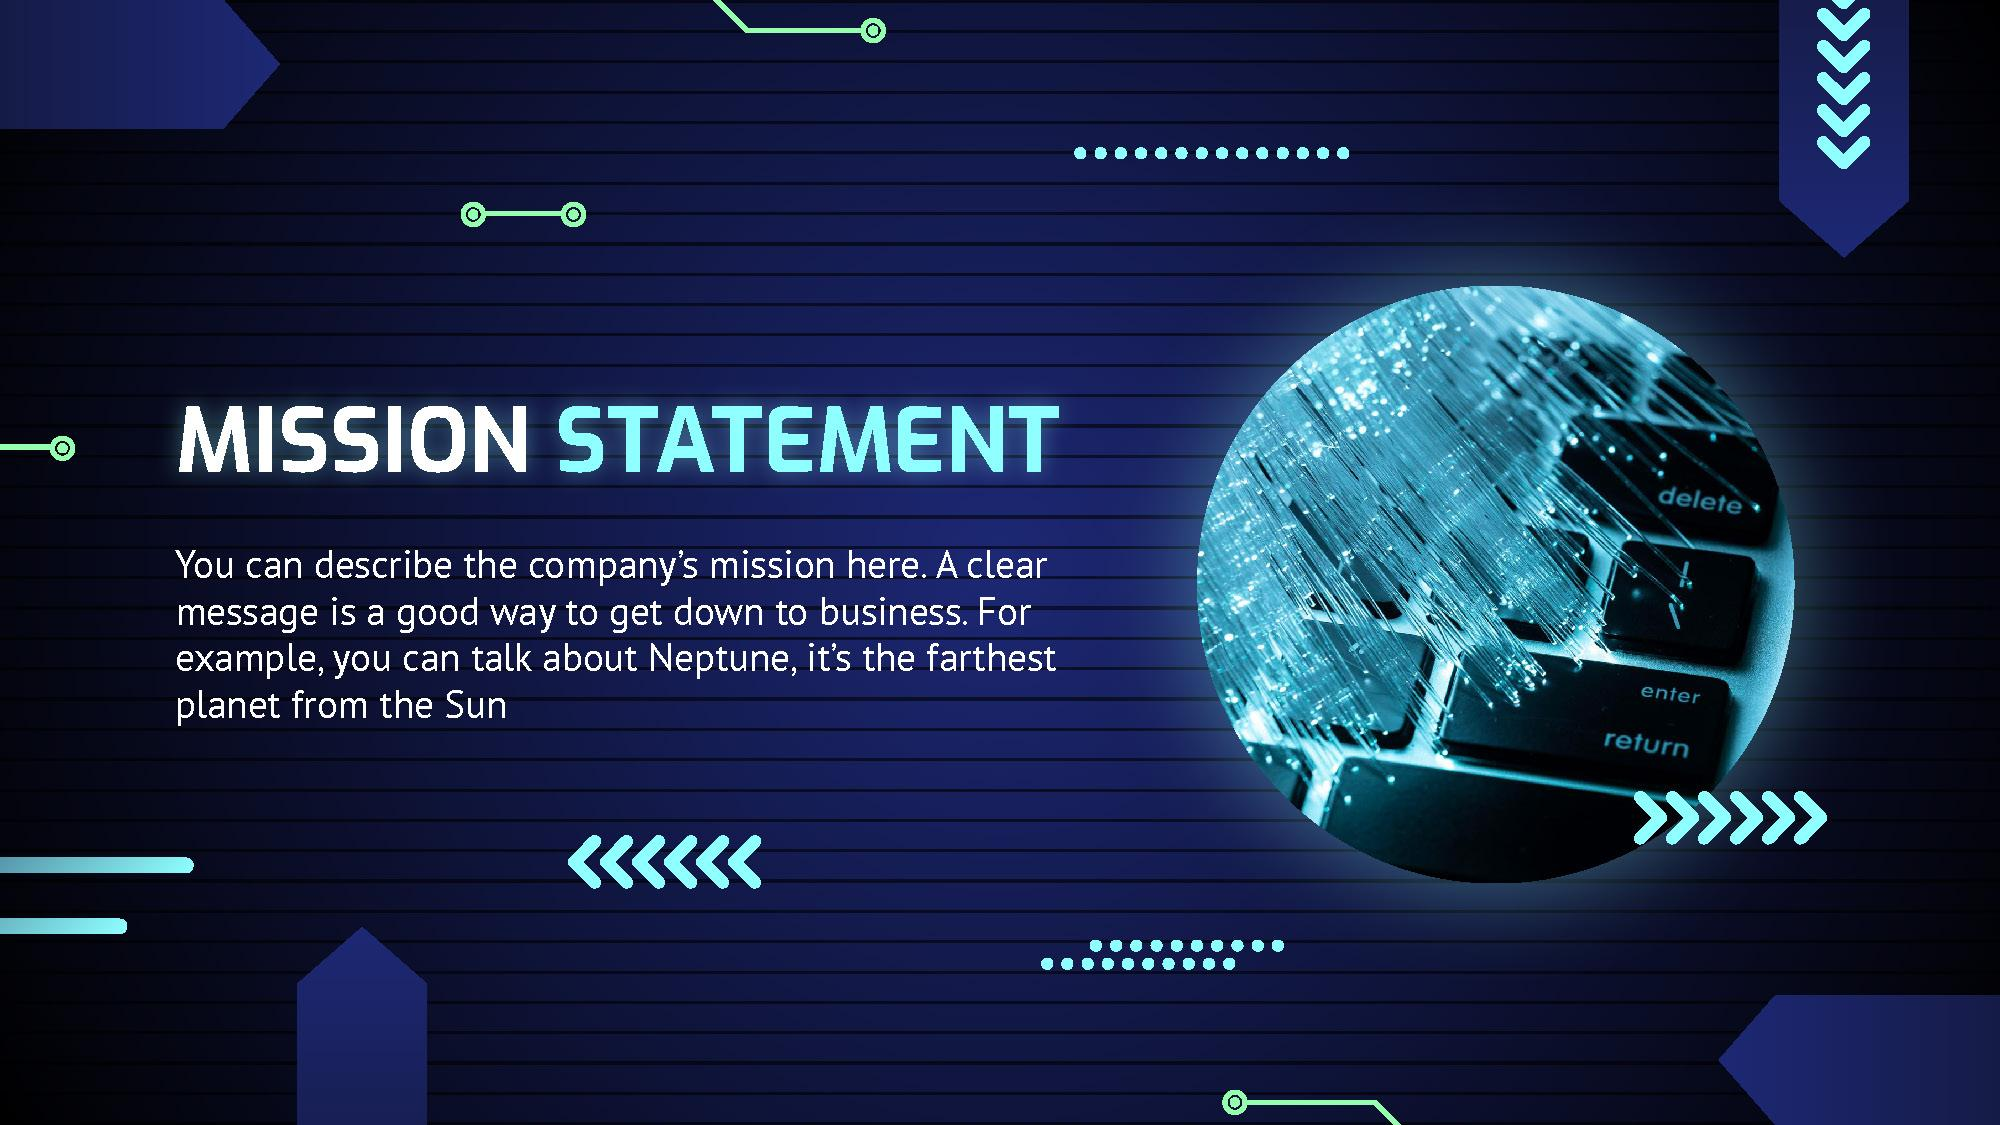 MISSION STATEMENT
You can describe the company’s mission here. A clear
message is a good way to get down to business. For
example, you can talk about Neptune, it’s the farthest
planet from the Sun
delete
|
\
enter
return